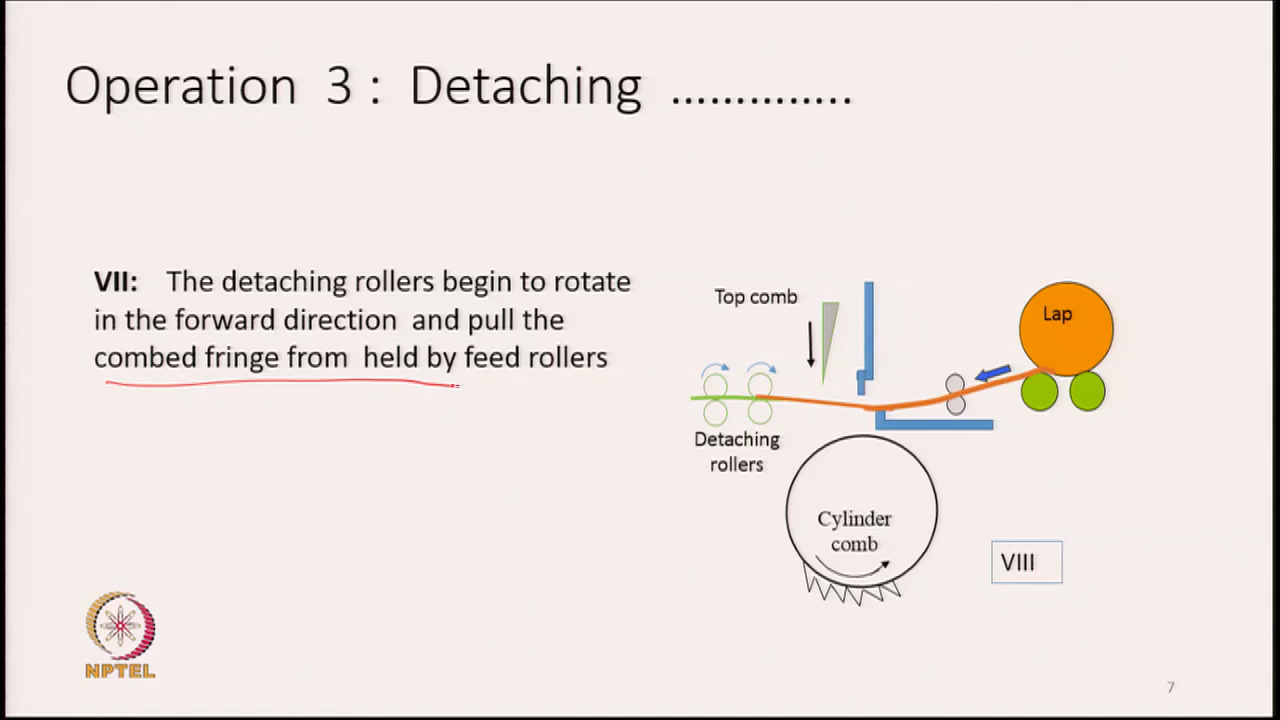 Operation 3 : Detaching …………..
VII: The detaching rollers begin to rotate
in the forward direction and pull the
combed fringe from held by feed rollers
Top comb
Lap
Detaching
rollers
Cylinder
comb
VIII
NPTEL
7